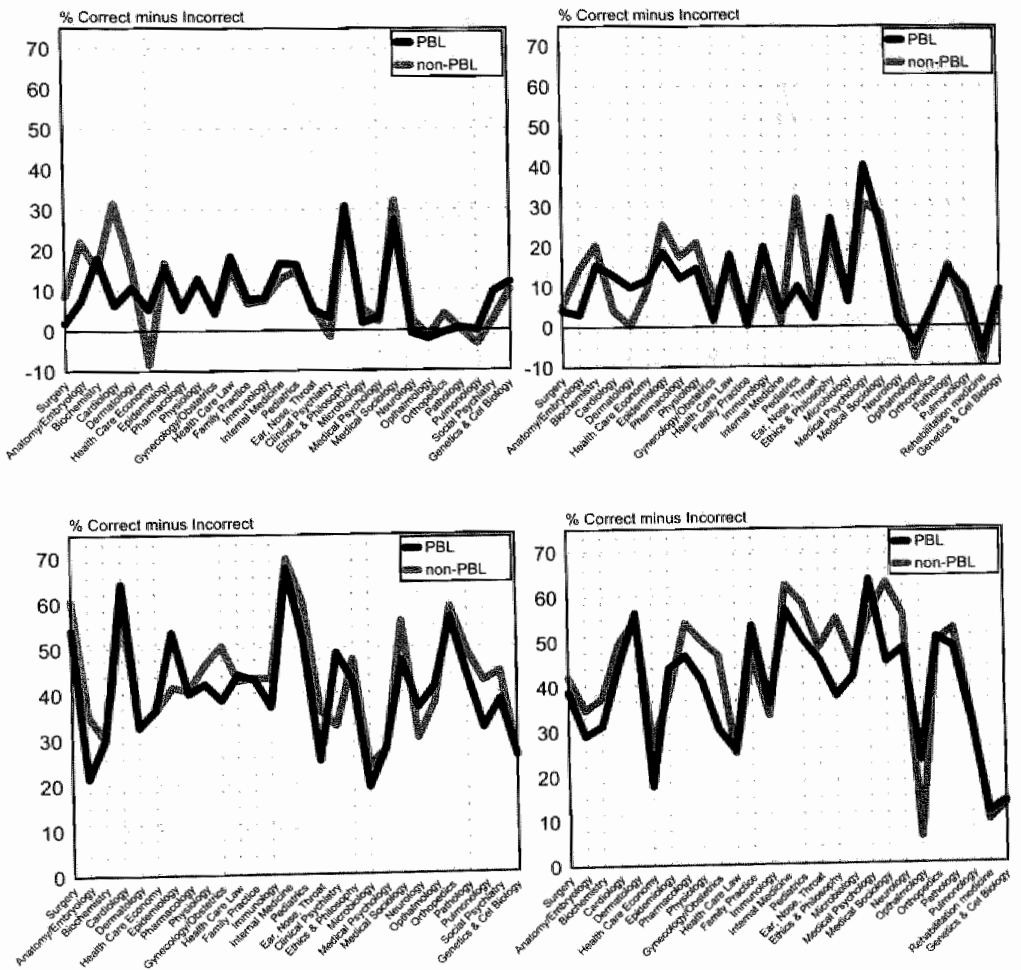 % Correct minus Incorrect
PBL
non-PBL
70
60
50
40
30
20
10
0
-10
Surgery
Anatomy/Embryology
Biochemistry
Cardiology
Dermatology
Health Care Economy
Epidemiology
Pharmacology
Physiology
Gynecology/Obstetrics
Health Care Law
Family Practice
Immunology
Internal Medicine
Pediatrics
Ear, Nose, Throat
Clinical Psychiatry
Ethics & Philosophy
Microbiology
Medical Psychology
Medical Sociology
Neurology
Pathology
Pulmonology
Social Psychiatry
Genetics & Cel Biology
% Correct minus Incorrect
PBL
non-PBL
70
60
50
40
30
20
10
0
-10
Surgery
Anatomy/Embryology
Biochemistry
Cardiology
Dermatology
Health Care Economy
Epidemiology
Pharmacology
Physiology
Gynecology/Obstetrics
Health Care Law
Family Practice
Immunology
Internal Medicine
Pediatrics
Ear, Nose, Throat
Ethics & Philosophy
Microbiology
Medical Psychology
Medical Sociology
Neurology
Pathology
Pulmonology
Rehabilitation medicine
Genetics & Cel Biology
% Correct minus Incorrect
PBL
non-PBL
70
60
50
40
30
20
10
0
Surgery
Anatomy/Embryology
Biochemistry
Cardiology
Dermatology
Health Care Economy
Epidemiology
Pharmacology
Physiology
Gynecology/Obstetrics
Health Care Law
Family Practice
Immunology
Internal Medicine
Pediatrics
Ear, Nose, Throat
Clinical Psychiatry
Ethics & Philosophy
Microbiology
Medical Psychology
Medical Sociology
Neurology
Pathology
Pulmonology
Social Psychiatry
Genetics & Cel Biology
% Correct minus Incorrect
PBL
non-PBL
70
60
50
40
30
20
10
0
Surgery
Anatomy/Embryology
Biochemistry
Cardiology
Dermatology
Health Care Economy
Epidemiology
Pharmacology
Physiology
Gynecology/Obstetrics
Health Care Law
Family Practice
Immunology
Internal Medicine
Pediatrics
Ear, Nose, Throat
Ethics & Philosophy
Microbiology
Medical Psychology
Medical Sociology
Neurology
Pathology
Pulmonology
Rehabilitation medicine
Genetics & Cel Biology